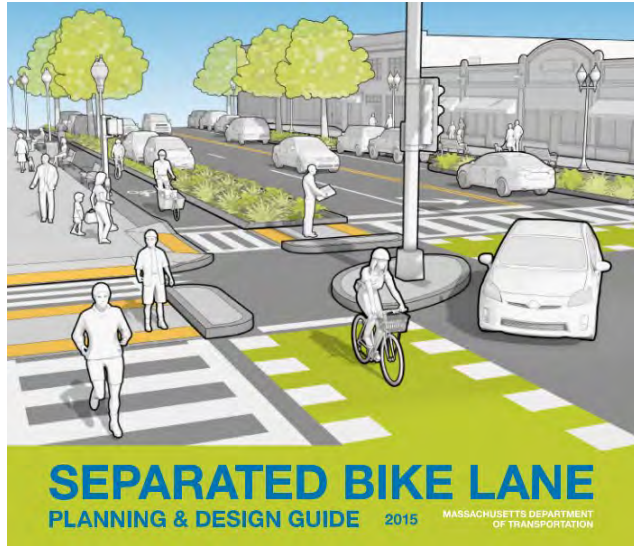 SEPARATED BIKE LANE
PLANNING & DESIGN GUIDE 2015 MASSACHUSETTS DEPARTMENT
OF TRANSPORTATION